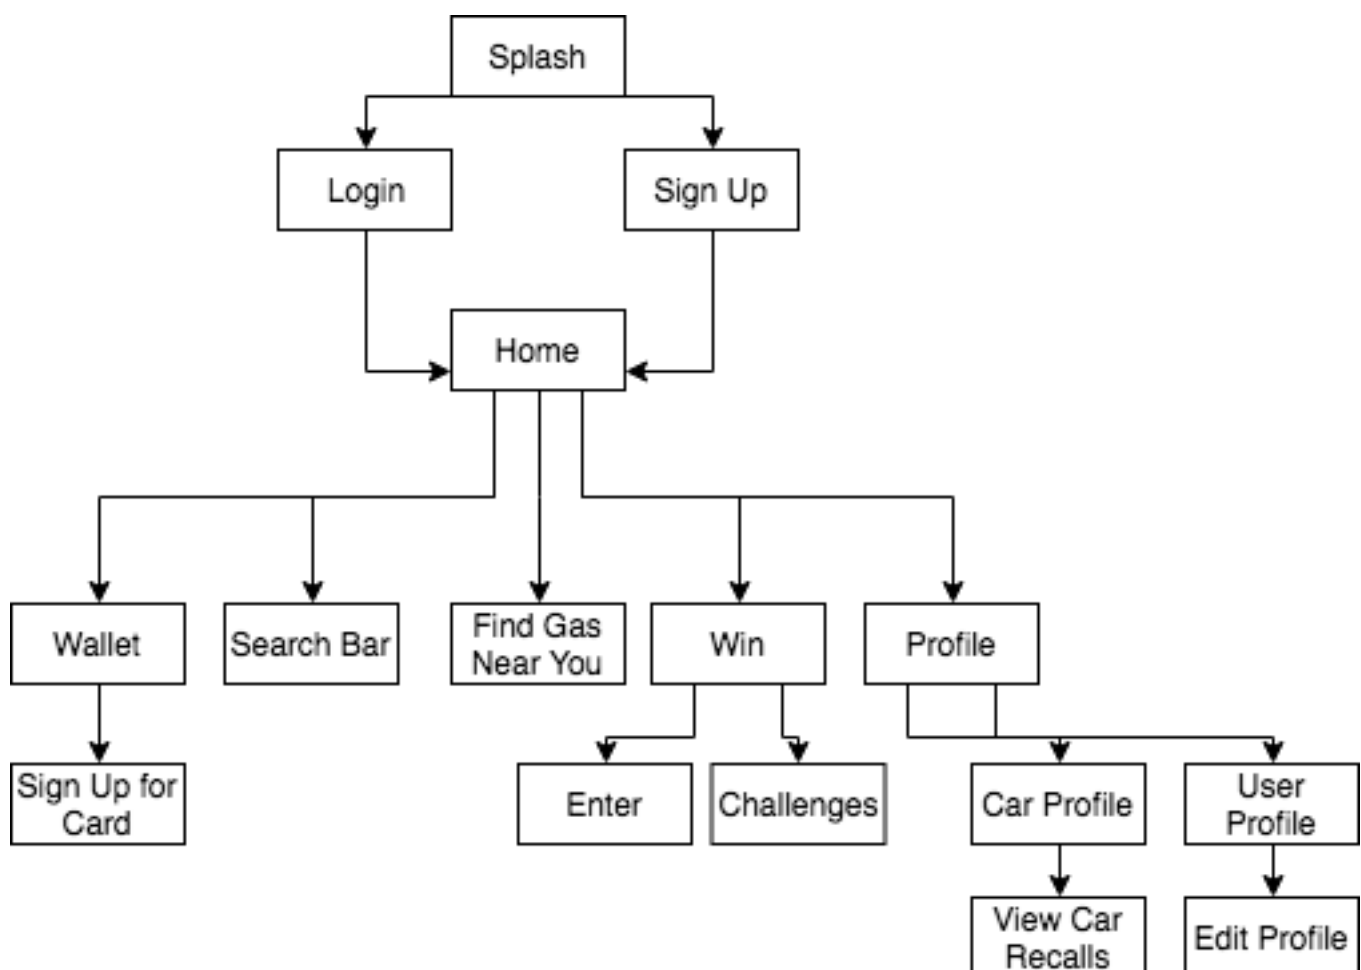 Splash
Login
Sign Up
Home
Wallet
Search Bar
Find Gas
Near You
Win
Profile
Sign Up for
Card
Enter
Challenges
Car Profile
User
Profile
View Car
Recalls
Edit Profile